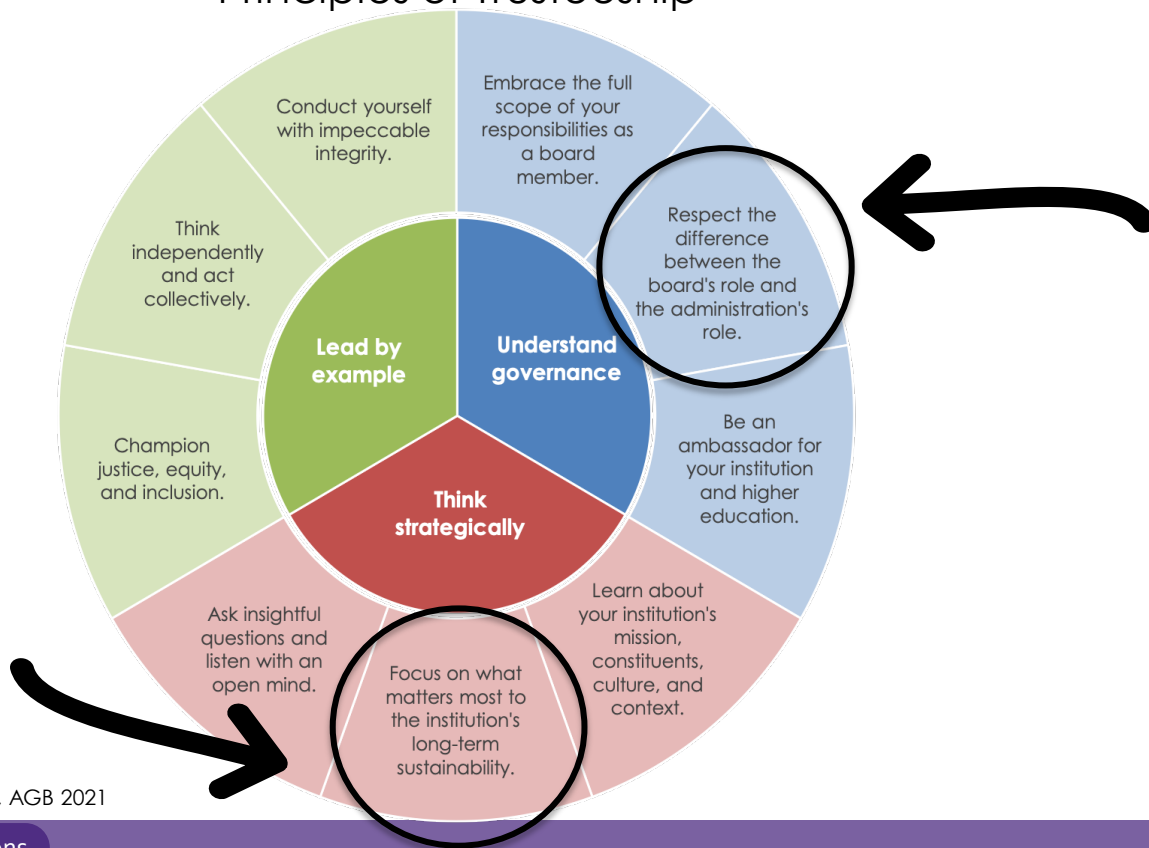 Principles of Trusteeship
Embrace the full
scope of your
responsibilities as
a board
member.
Respect the
difference
between the
board's role and
the administration's
role.
Be an
ambassador for
your institution
and higher
education.
Learn about
your institution's
mission,
constituents,
culture, and
context.
Focus on what
matters most to
the institution's
long-term
sustainability.
Ask insightful
questions and
listen with an
open mind.
Champion
justice, equity,
and inclusion.
Think
independently
and act
collectively.
Conduct yourself
with impeccable
integrity.
Lead by
example
Understand
governance
Think
strategically
, AGB 2021